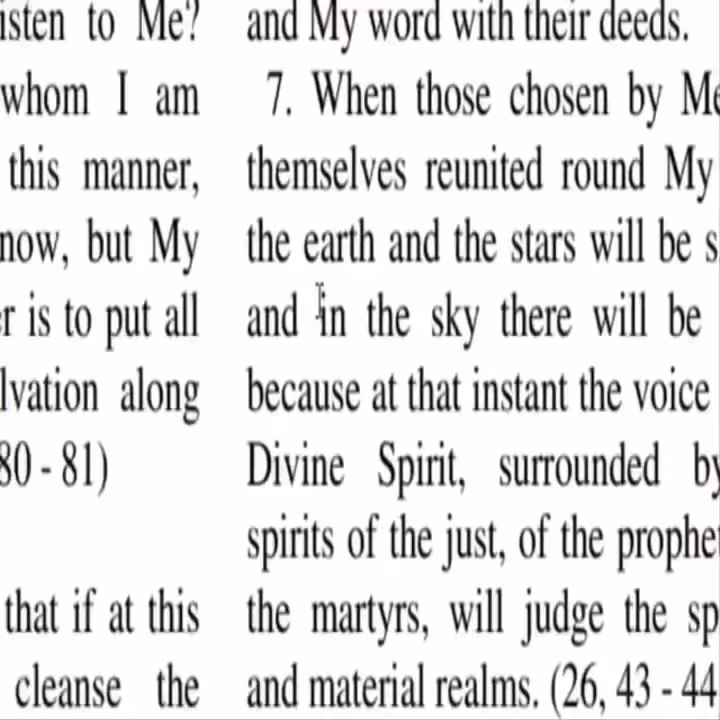 isten to Me?
whom I am
this manner,
now, but My
r is to put all
lvation along
80 - 81)
that if at this
cleanse the
and My word with their deeds.
7. When those chosen by Me
themselves reunited round My
the earth and the stars will be s
and in the sky there will be
because at that instant the voice
Divine Spirit, surrounded by
spirits of the just, of the prophet
the martyrs, will judge the sp
and material realms. (26, 43 - 44